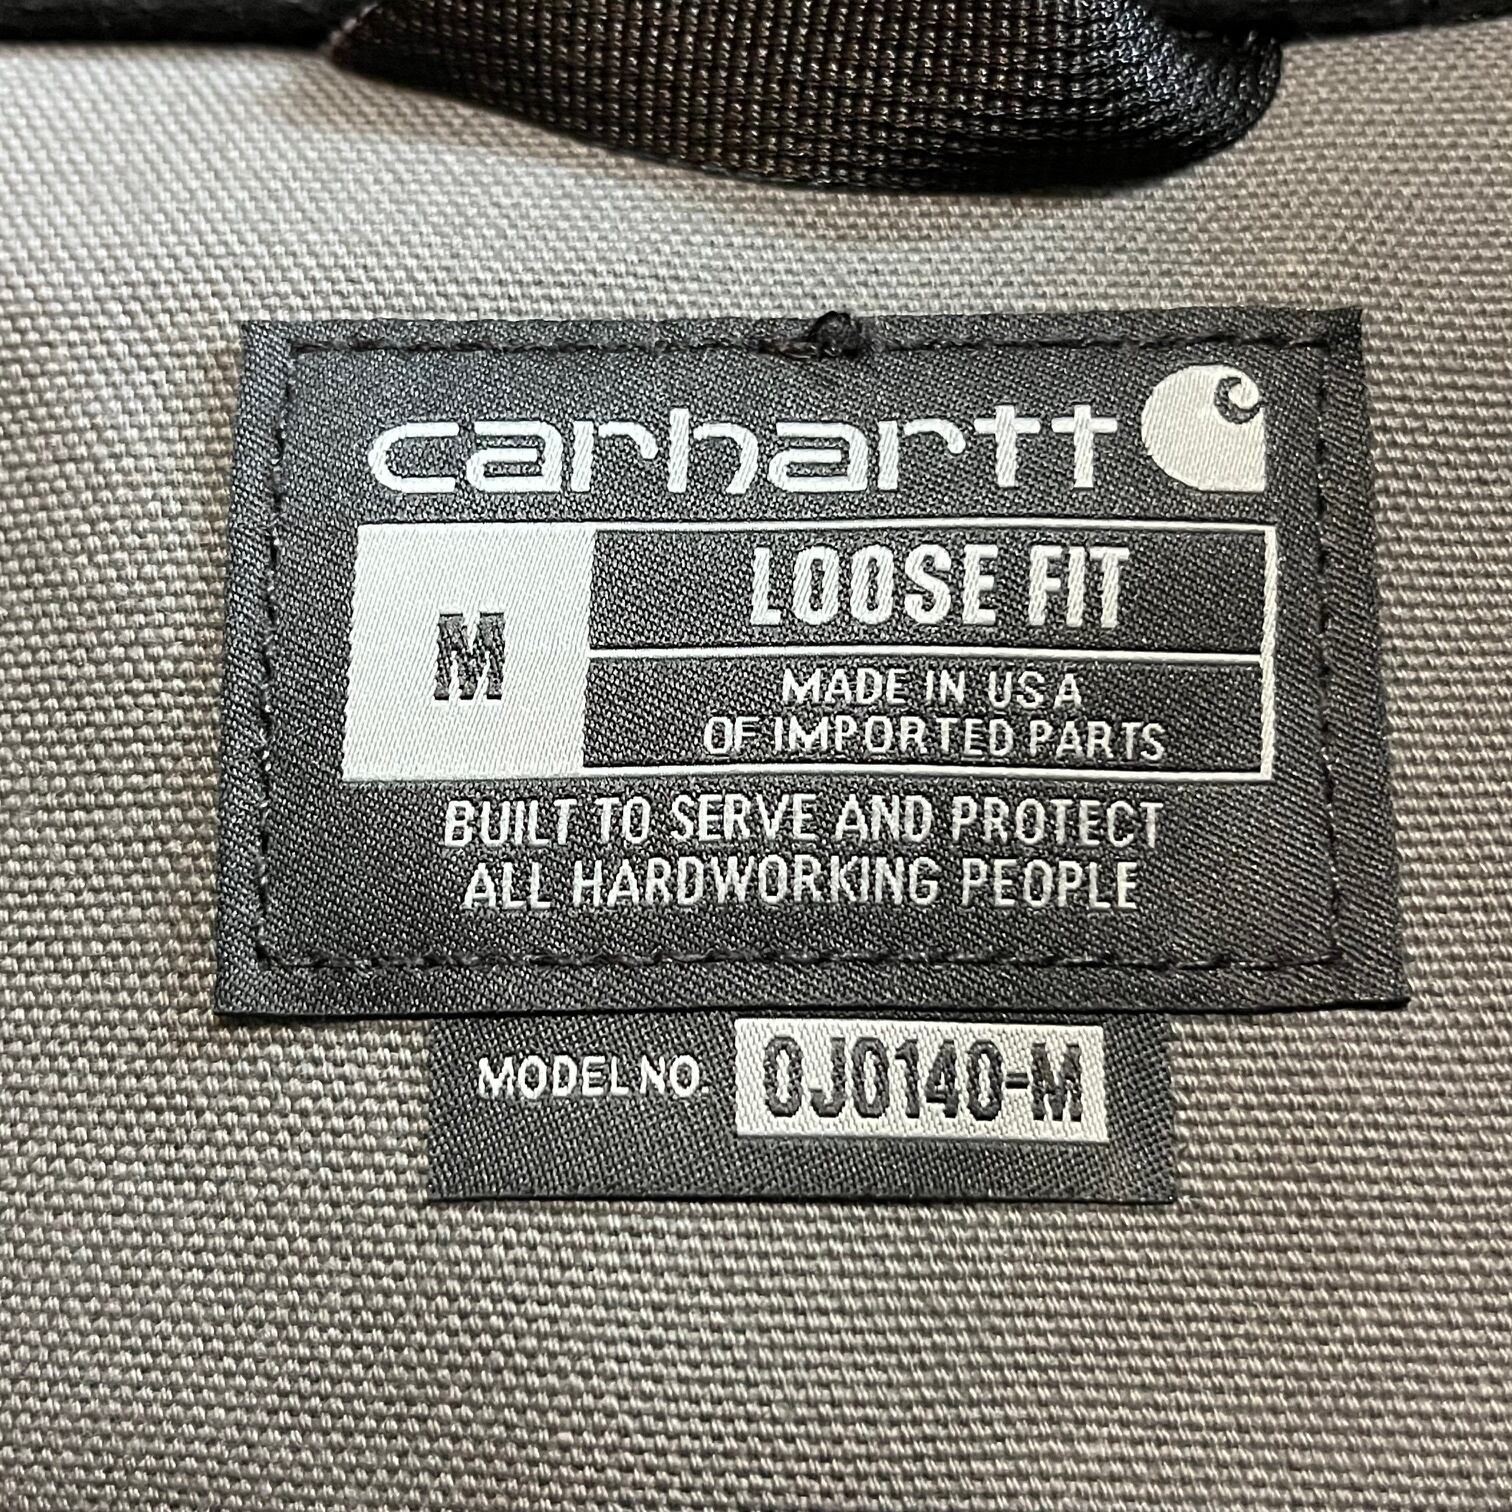 carhartt
M
LOOSE FIT
MADE IN USA
OF IMPORTED PARTS
BUILT TO SERVE AND PROTECT
ALL HARDWORKING PEOPLE
MODEL NO. 0J0140-M